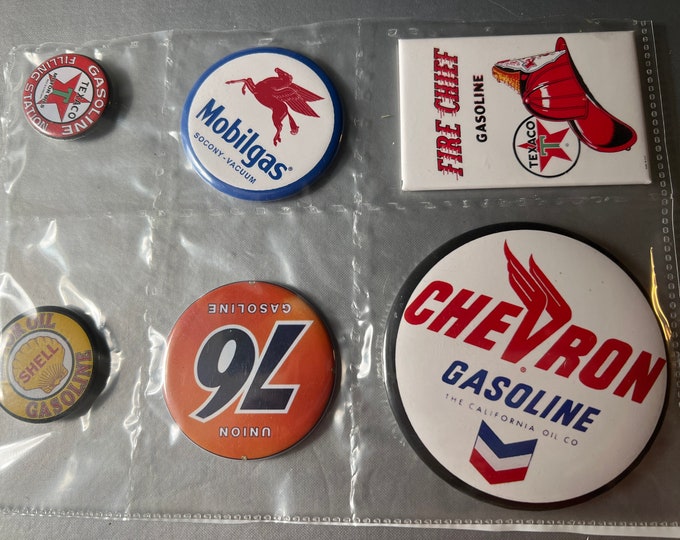 GASOLINE
TEXACO
FILLING STATION
Mobilgas®
SOCONY-VACUUM
FIRE CHIEF
GASOLINE
TEXACO
T
OIL
SHELL
GASOLINE
UNION
76
GASOLINE
CHEVRON
®
GASOLINE
THE CALIFORNIA OIL CO